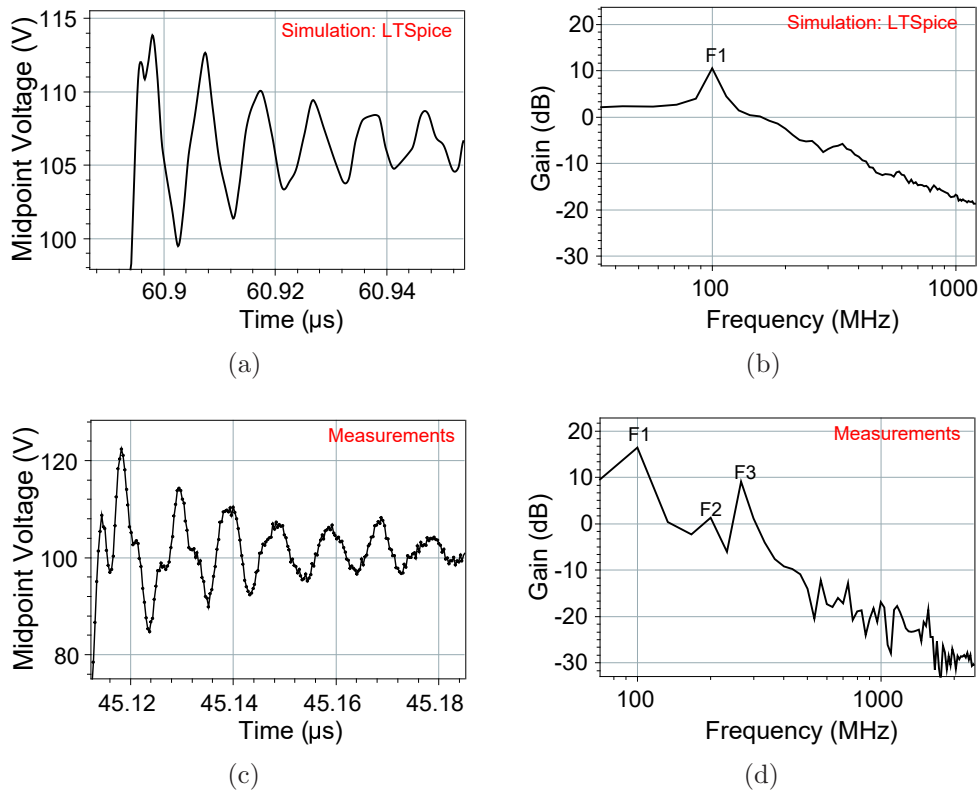 Midpoint Voltage (V)
115
110
105
100
Simulation: LTSpice
60.9
60.92
60.94
Time (µs)
(a)
Gain (dB)
20
10
0
-10
-20
-30
Simulation: LTSpice
F1
100
1000
Frequency (MHz)
(b)
Midpoint Voltage (V)
120
100
80
Measurements
45.12
45.14
45.16
45.18
Time (µs)
(c)
Gain (dB)
20
10
0
-10
-20
-30
Measurements
F1
F2
F3
100
1000
Frequency (MHz)
(d)